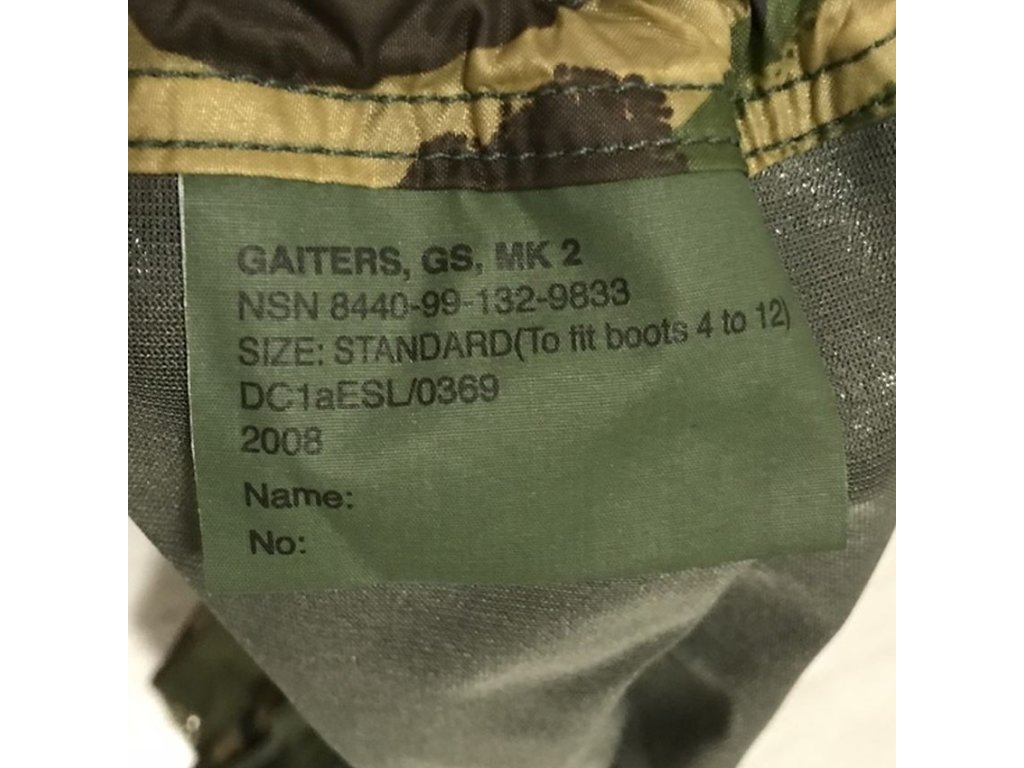 GAITERS, GS, MK 2
NSN 8440-99-132-9833
SIZE: STANDARD(To fit boots 4 to 12)
DC1aESL/0369
2008
Name:
No: